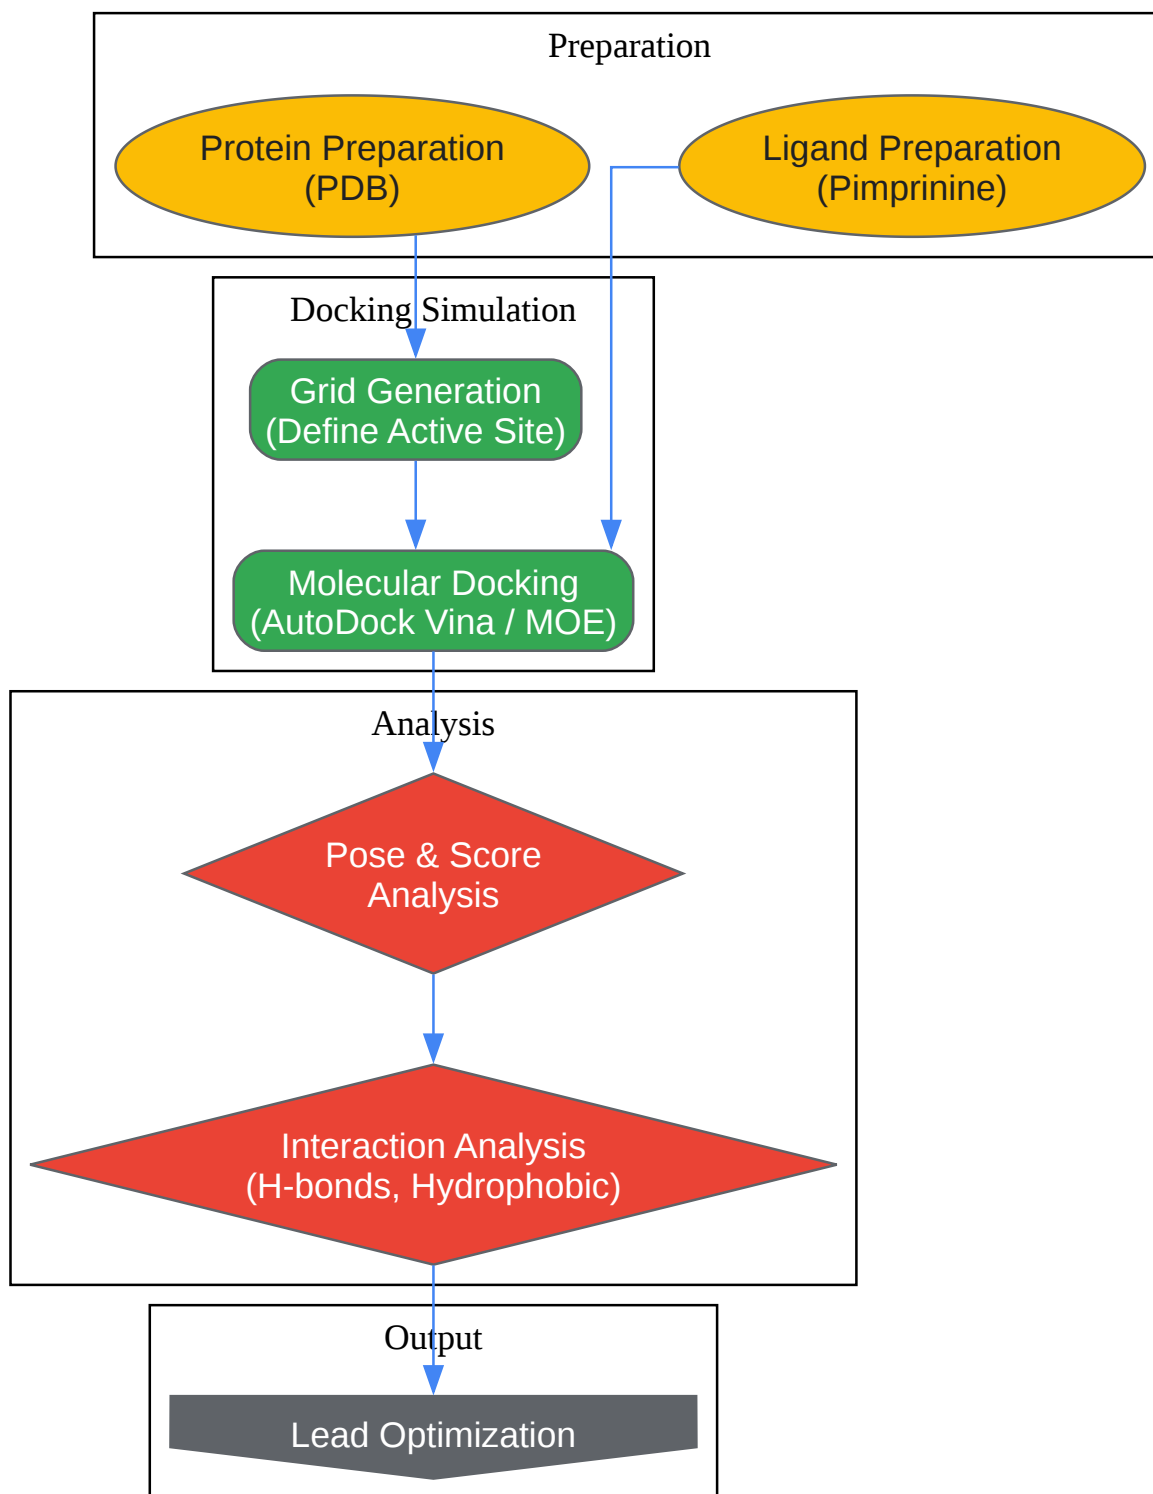 Preparation
Protein Preparation
(PDB)
Ligand Preparation
(Pimprinine)
Docking Simulation
Grid Generation
(Define Active Site)
Molecular Docking
(AutoDock Vina / MOE)
Analysis
Pose & Score
Analysis
Interaction Analysis
(H-bonds, Hydrophobic)
Output
Lead Optimization